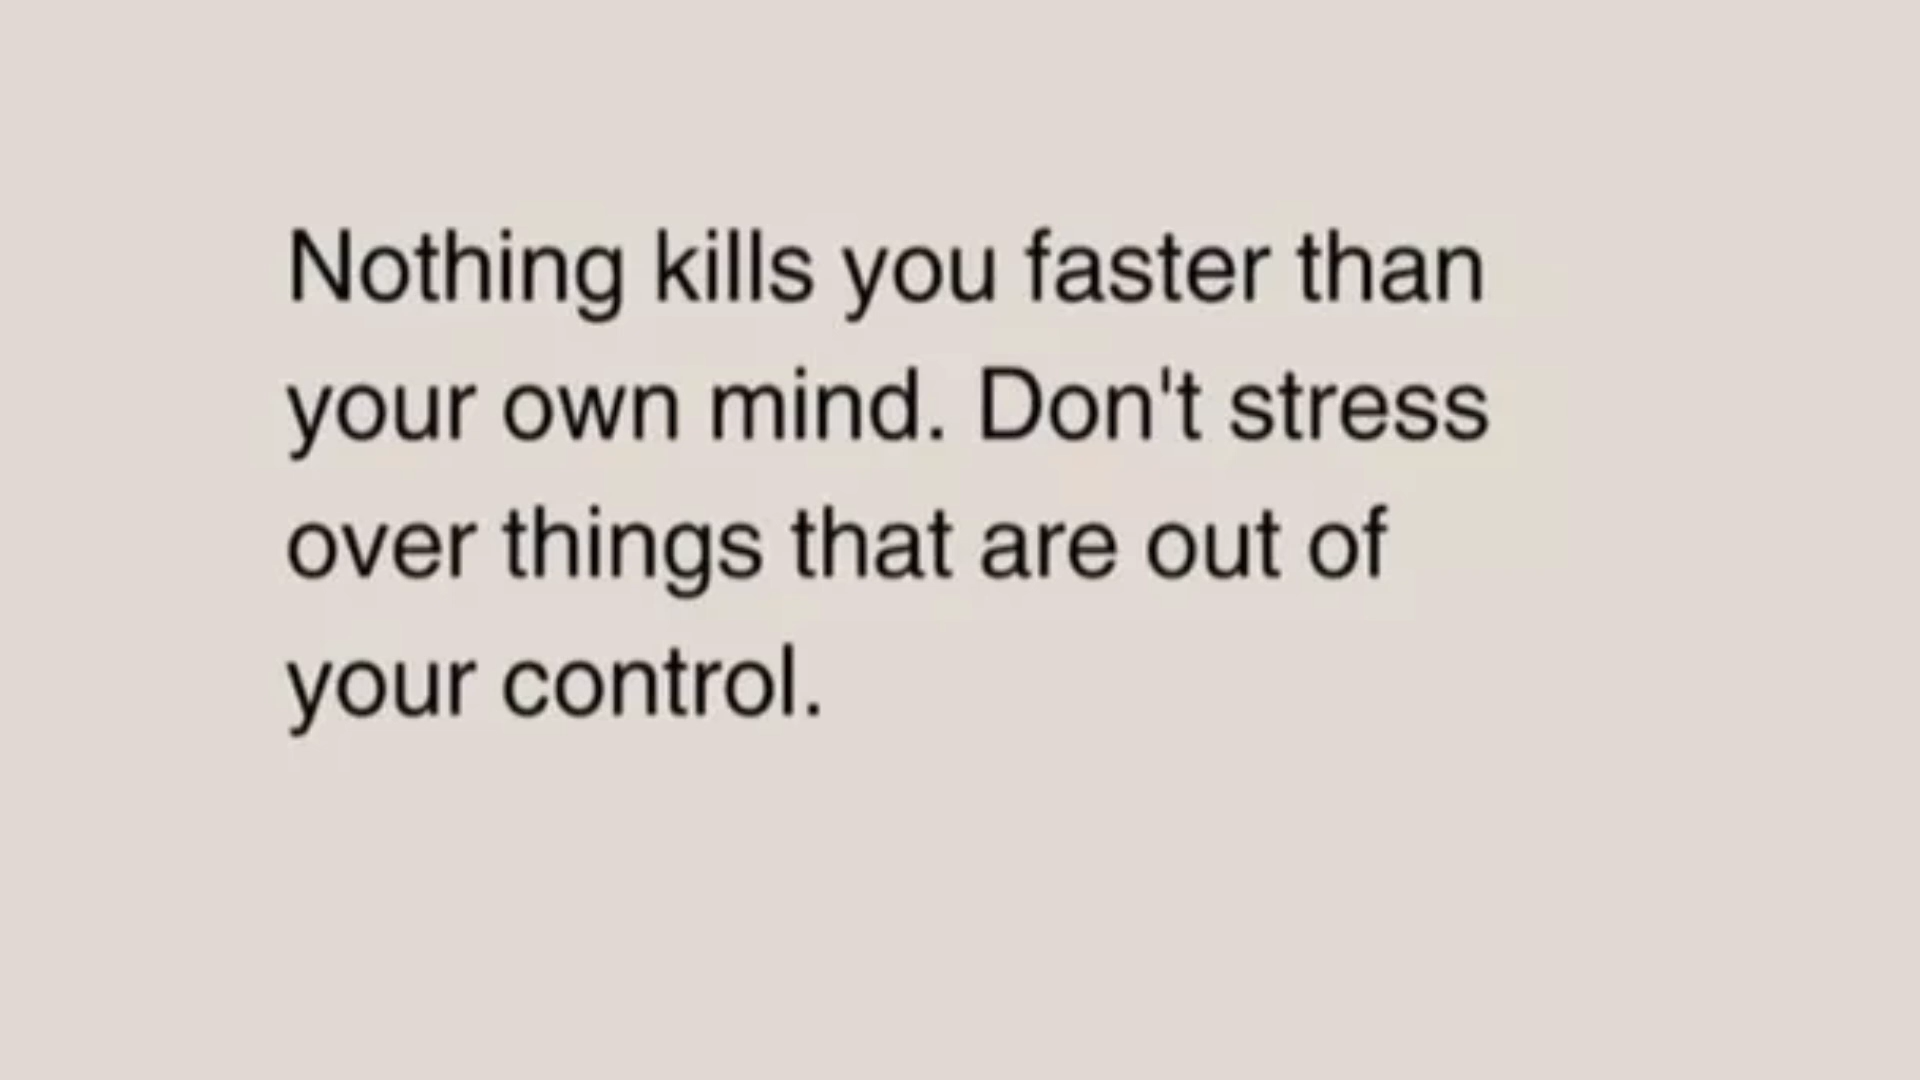 Nothing kills you faster than
your own mind. Don't stress
over things that are out of
your control.